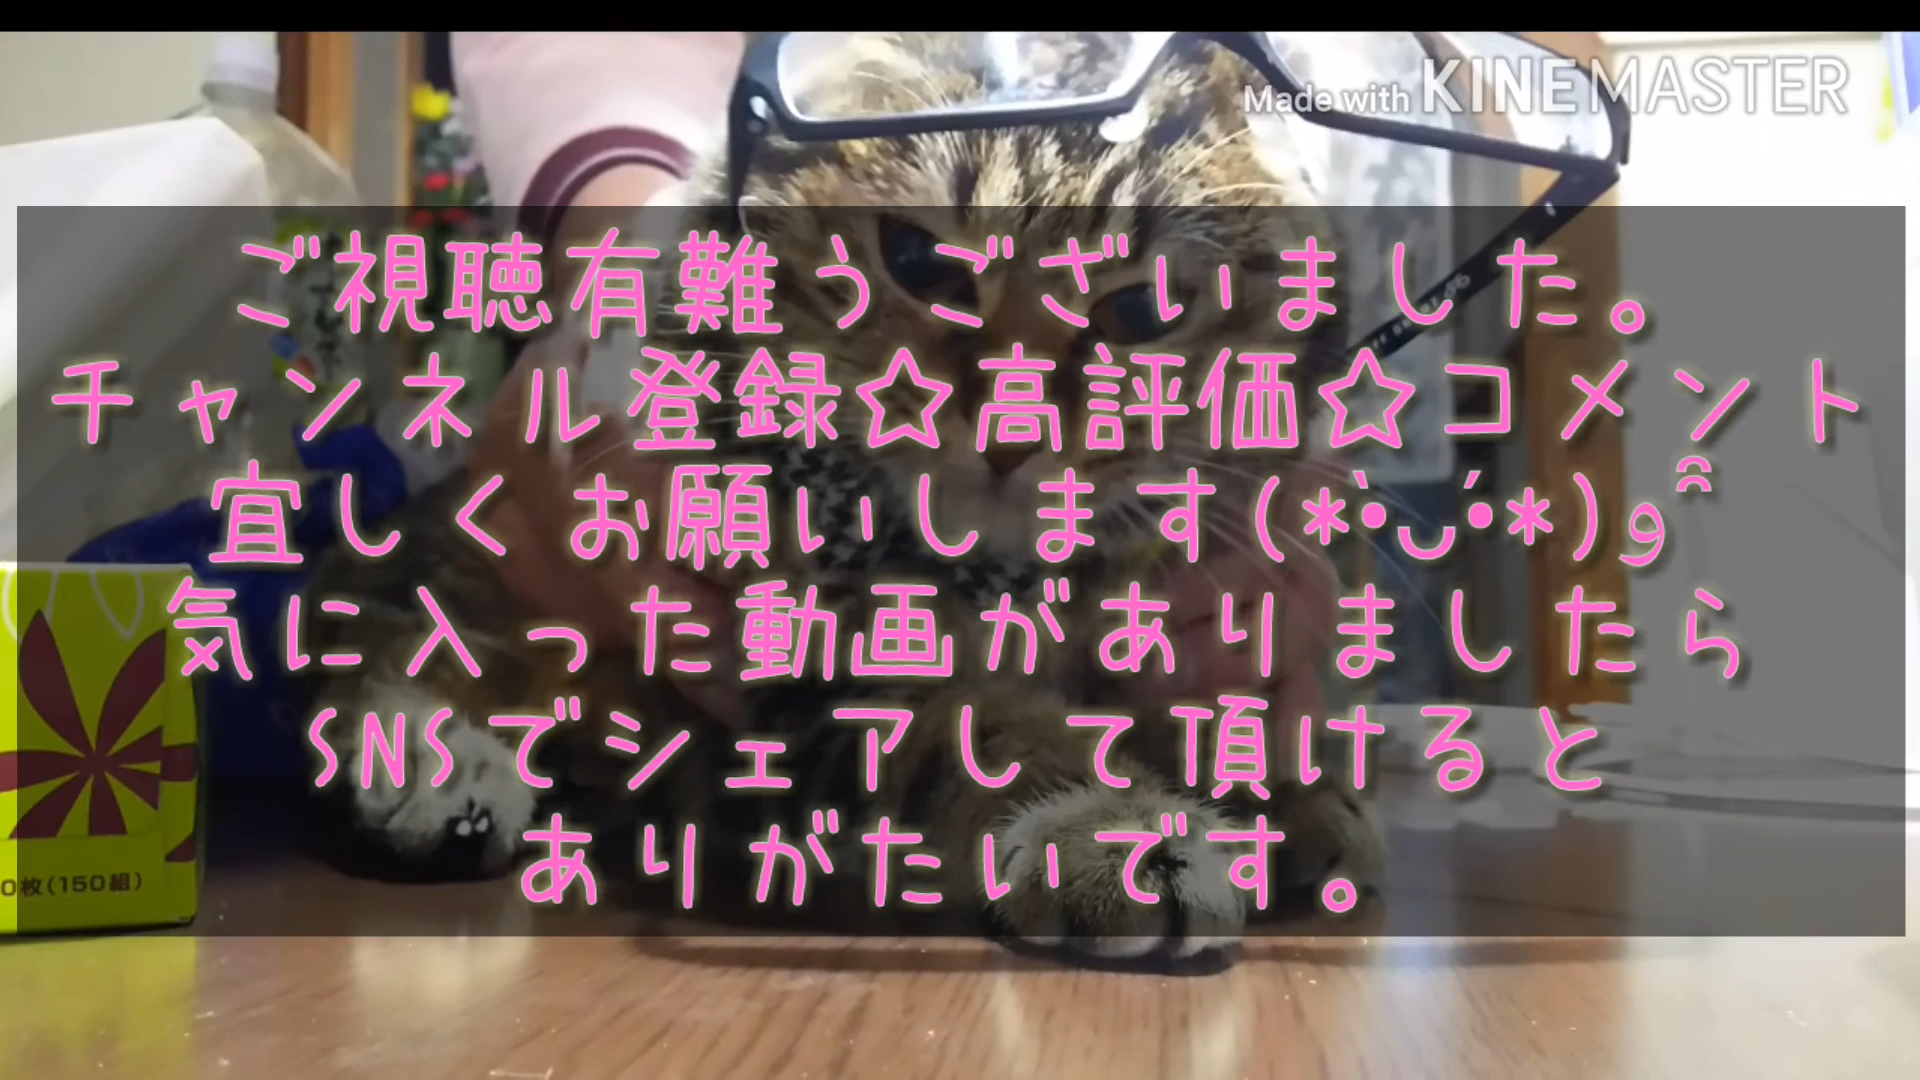 Made with KINEMASTER
ご視聴有難うございました。
チャンネル登録☆高評価☆コメント
宜しくお願いします(*•̀ᴗ•́*)و ̑̑
気に入った動画がありましたら
SNSでシェアして頂けると
ありがたいです。
0枚(150組)